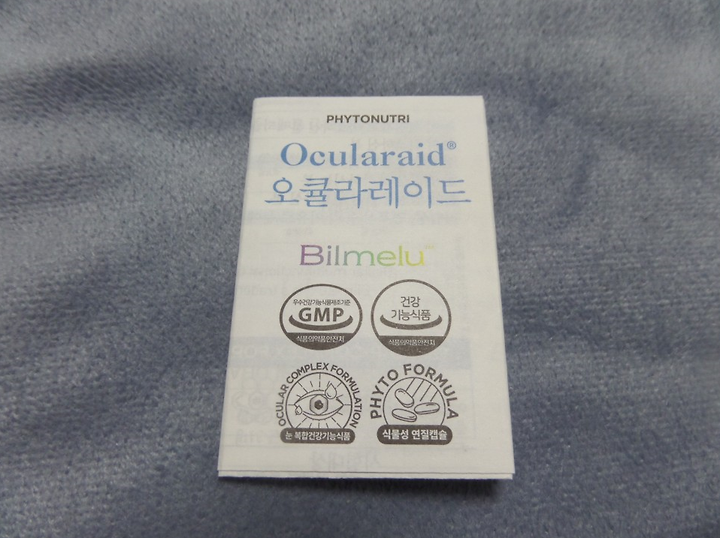 PHYTONUTRI
Ocularaid®
오큘라레이드
Bilmelu™
우수건강기능식품제조기준
GMP
식품의약품안전처
건강
기능식품
식품의약품안전처
OCULAR COMPLEX FORMULATION
눈 복합건강기능식품
PHYTO FORMULA
식물성 연질캡슐